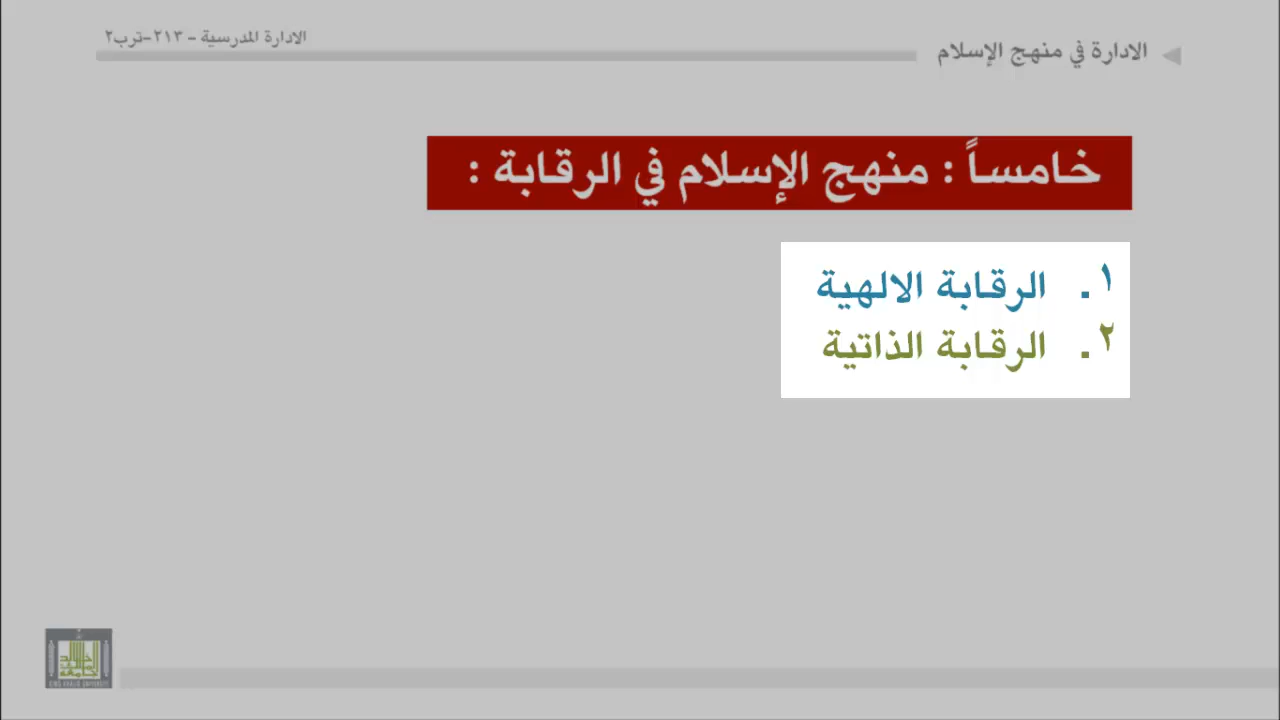 الادارة المدرسية - ٢١٣-ترب٢
الادارة في منهج الإسلام
خامساً : منهج الإسلام في الرقابة :
١. الرقابة الالهية
٢. الرقابة الذاتية